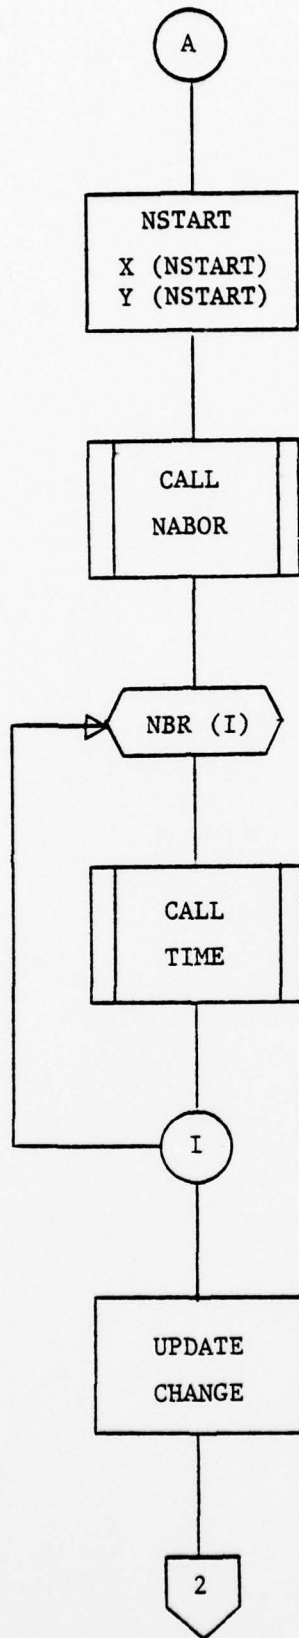 A
NSTART
X (NSTART)
Y (NSTART)
CALL
NABOR
NBR (I)
CALL
TIME
I
UPDATE
CHANGE
2